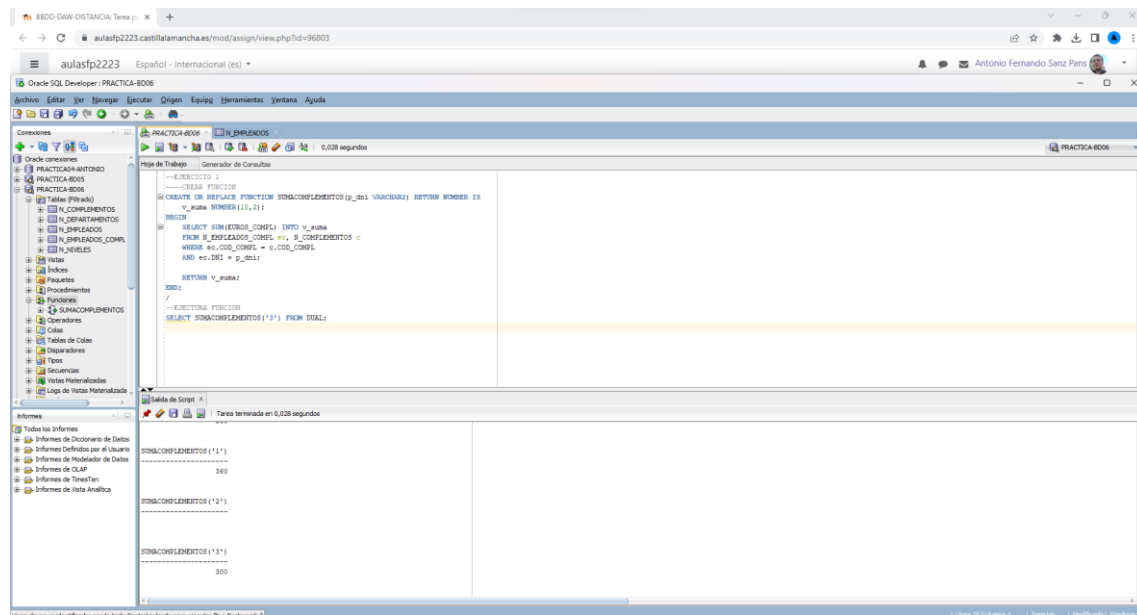 BBDD-DAW-DISTANCIA: Tarea p
aulasfp2223.castillalamancha.es/mod/assign/view.php?id=96803
aulasfp2223 Español - Internacional (es)
Antonio Fernando Sanz Pans
Oracle SQL Developer : PRACTICA-BD06
Archivo Editar Ver Navegar Ejecutar Origen Equipo Herramientas Ventana Ayuda
Conexiones
Oracle conexiones
PRACTICA04-ANTONIO
PRACTICA-BD05
PRACTICA-BD06
Tablas (Filtrado)
N_COMPLEMENTOS
N_DEPARTAMENTOS
N_EMPLEADOS
N_EMPLEADOS_COMPL
N_NIVELES
Vistas
Índices
Paquetes
Procedimientos
Funciones
SUMACOMPLEMENTOS
Operadores
Colas
Tablas de Colas
Disparadores
Tipos
Secuencias
Vistas Materializadas
Logs de Vistas Materializada
Informes
Todos los Informes
Informes de Diccionario de Datos
Informes Definidos por el Usuario
Informes de Modelador de Datos
Informes de OLAP
Informes de TimesTen
Informes de Vista Analítica
PRACTICA-BD06 N_EMPLEADOS
0,028 segundos
PRACTICA-BD06
Hoja de Trabajo Generador de Consultas
--EJERCICIO 1
----CREAR FUNCION
CREATE OR REPLACE FUNCTION SUMACOMPLEMENTOS(p_dni VARCHAR2) RETURN NUMBER IS
v_suma NUMBER(10,2);
BEGIN
SELECT SUM(EUROS_COMPL) INTO v_suma
FROM N_EMPLEADOS_COMPL ec, N_COMPLEMENTOS c
WHERE ec.COD_COMPL = c.COD_COMPL
AND ec.DNI = p_dni;
RETURN v_suma;
END;
/
--EJECTURA FUNCION
SELECT SUMACOMPLEMENTOS('3') FROM DUAL;
Salida de Script
Tarea terminada en 0,028 segundos
SUMACOMPLEMENTOS('1')
---------------------
360
SUMACOMPLEMENTOS('2')
---------------------
SUMACOMPLEMENTOS('3')
---------------------
300